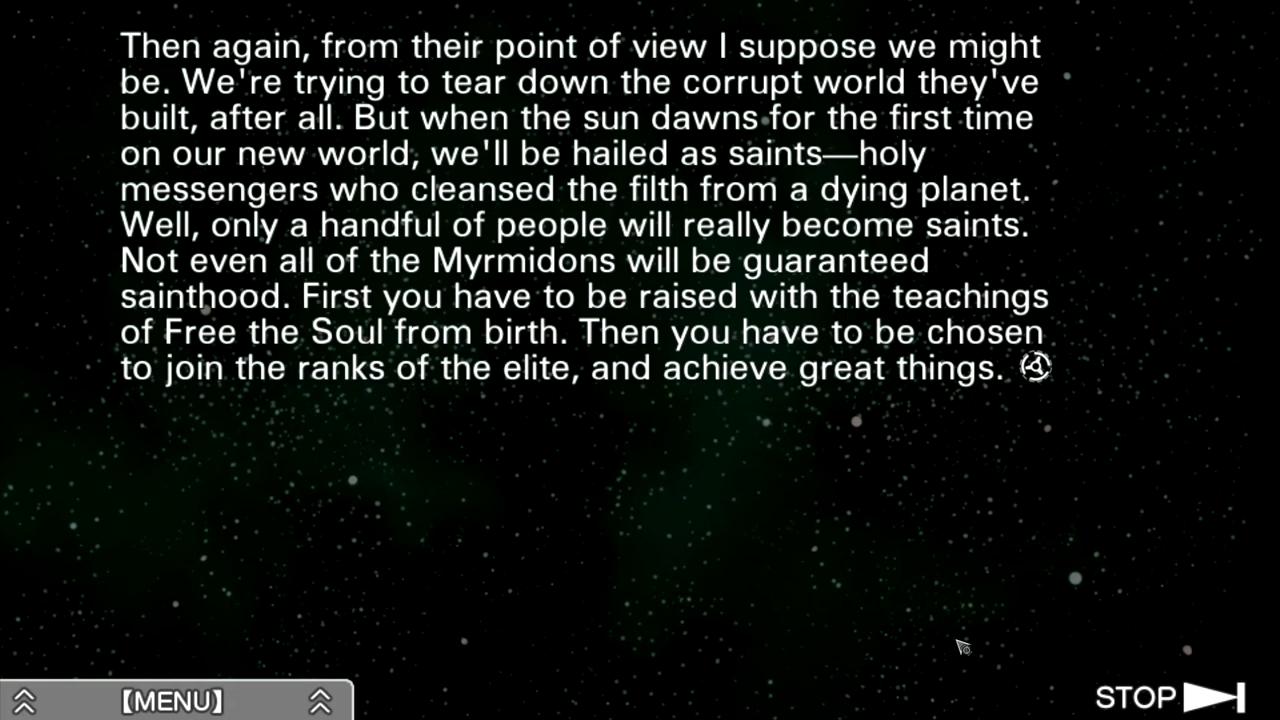 Then again, from their point of view I suppose we might
be. We're trying to tear down the corrupt world they've
built, after all. But when the sun dawns for the first time
on our new world, we'll be hailed as saints—holy
messengers who cleansed the filth from a dying planet.
Well, only a handful of people will really become saints.
Not even all of the Myrmidons will be guaranteed
sainthood. First you have to be raised with the teachings
of Free the Soul from birth. Then you have to be chosen
to join the ranks of the elite, and achieve great things.
【MENU】
STOP